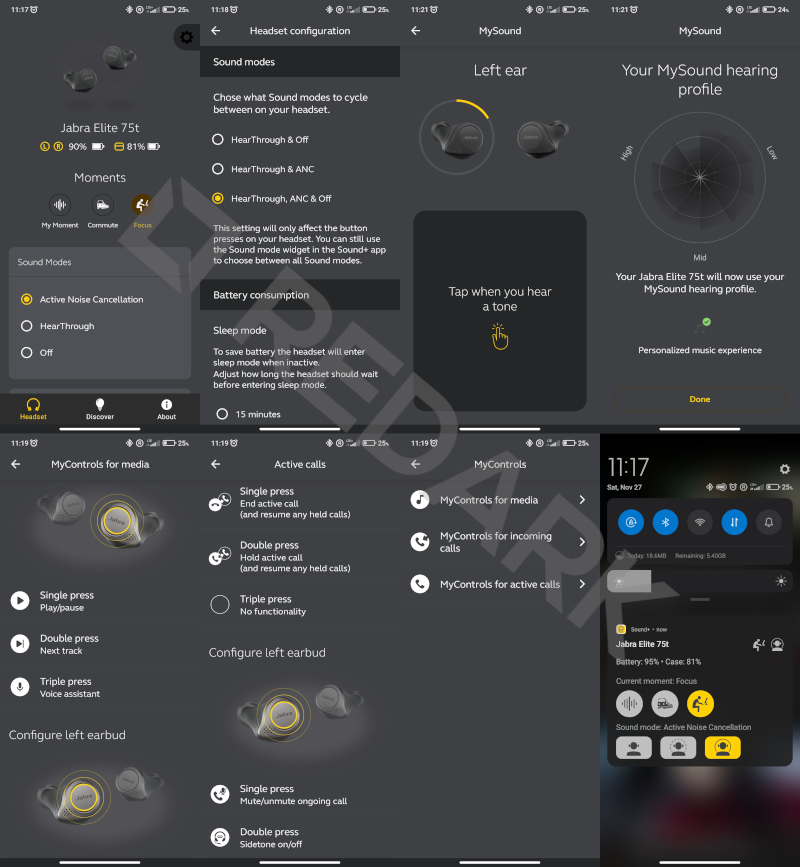 11:17
25%
Jabra Elite 75t
L R 90% 81%
Moments
My Moment Commute Focus
Sound Modes
Active Noise Cancellation
HearThrough
Off
Headset Discover About
11:18
25%
Headset configuration
Sound modes
Chose what Sound modes to cycle
between on your headset.
HearThrough & Off
HearThrough & ANC
HearThrough, ANC & Off
This setting will only affect the button
presses on your headset. You can still use
the Sound mode widget in the Sound+ app
to choose between all Sound modes.
Battery consumption
Sleep mode
To save battery the headset will enter
sleep mode when inactive.
Adjust how long the headset should wait
before entering sleep mode.
15 minutes
11:21
25%
MySound
Left ear
Jabra
Jabra
Tap when you hear
a tone
11:21
24%
MySound
Your MySound hearing
profile
High
Low
Mid
Your Jabra Elite 75t will now use your
MySound hearing profile.
Personalized music experience
Done
11:19
25%
MyControls for media
Jabra
Single press
Play/pause
Double press
Next track
Triple press
Voice assistant
Configure left earbud
Jabra
11:19
25%
Active calls
Single press
End active call
(and resume any held calls)
Double press
Hold active call
(and resume any held calls)
Triple press
No functionality
Configure left earbud
Jabra
Single press
Mute/unmute ongoing call
Double press
Sidetone on/off
11:19
25%
MyControls
MyControls for media
MyControls for incoming
calls
MyControls for active calls
11:17
Sat, Nov 27
25%
Today: 18.6MB Remaining: 5.40GB
Sound+ • now
Jabra Elite 75t
Battery: 95% • Case: 81%
Current moment: Focus
Sound mode: Active Noise Cancellation
REDARK